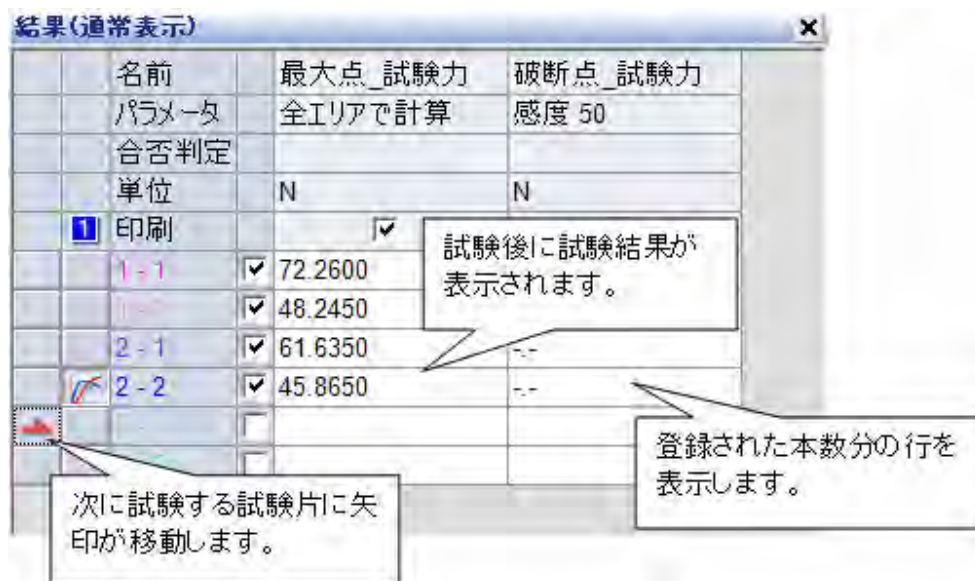 結果(通常表示)
名前 最大点_試験力 破断点_試験力
パラメータ 全エリアで計算 感度 50
合否判定
単位 N N
1 印刷
1 - 1 72.2600
48.2450
2 - 1 61.6350 -.-
2 - 2 45.8650 -.-
試験後に試験結果が
表示されます。
登録された本数分の行を
表示します。
次に試験する試験片に矢
印が移動します。